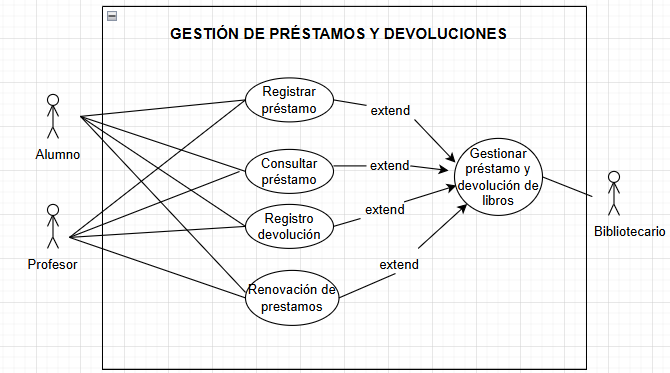 GESTIÓN DE PRÉSTAMOS Y DEVOLUCIONES
Registrar
préstamo
extend
Alumno
Consultar
préstamo
extend
Gestionar
préstamo y
devolución de
libros
Registro
devolución
extend
Bibliotecario
Profesor
extend
Renovación de
prestamos